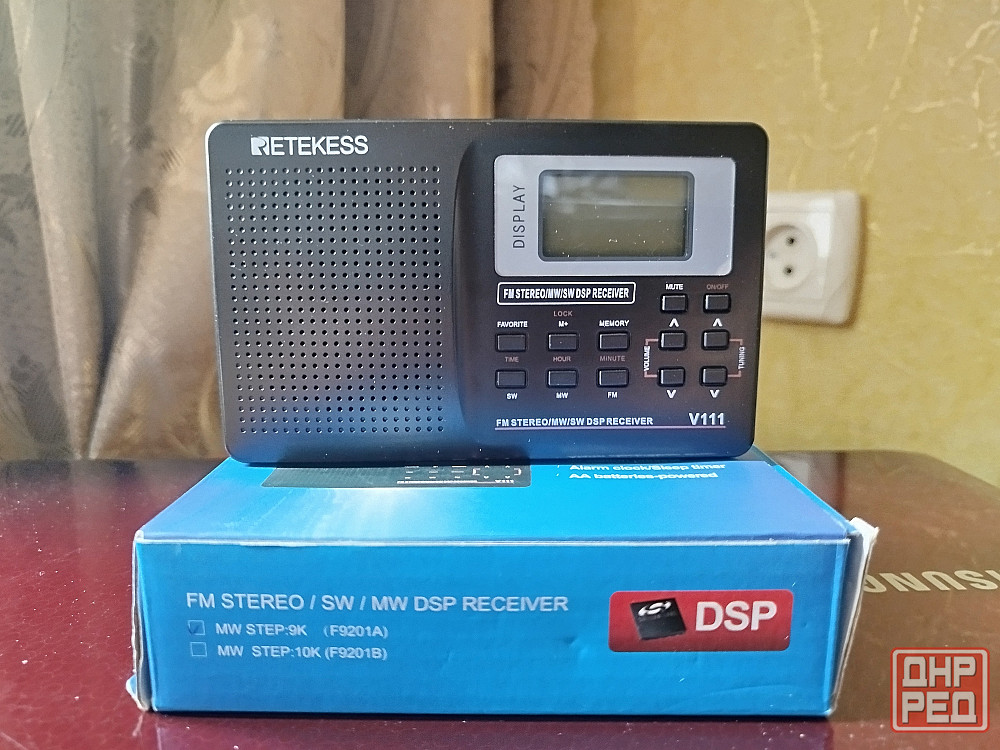 RETEKESS
DISPLAY
FM STEREO/MW/SW DSP RECEIVER
MUTE
ON/OFF
LOCK
FAVORITE
M+
MEMORY
TIME
HOUR
MINUTE
VOLUME
TUNING
SW
MW
FM
FM STEREO/MW/SW DSP RECEIVER
V111
Alarm clock/Sleep timer
AA batteries-powered
V111
FM STEREO / SW / MW DSP RECEIVER
MW STEP:9K (F9201A)
MW STEP:10K (F9201B)
DSP
ДНР
РЕД